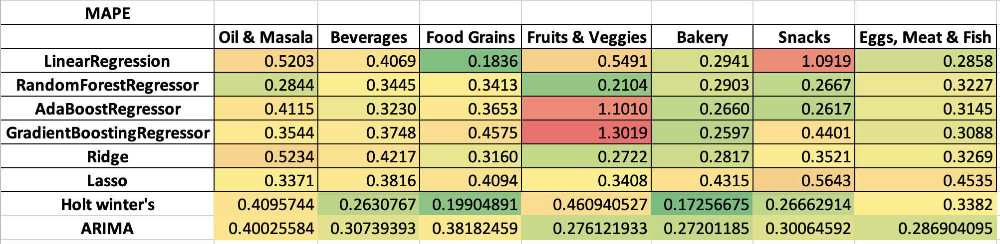 MAPE
Oil & Masala Beverages Food Grains Fruits & Veggies Bakery Snacks Eggs, Meat & Fish
LinearRegression 0.5203 0.4069 0.1836 0.5491 0.2941 1.0919 0.2858
RandomForestRegressor 0.2844 0.3445 0.3413 0.2104 0.2903 0.2667 0.3227
AdaBoostRegressor 0.4115 0.3230 0.3653 1.1010 0.2660 0.2617 0.3145
GradientBoostingRegressor 0.3544 0.3748 0.4575 1.3019 0.2597 0.4401 0.3088
Ridge 0.5234 0.4217 0.3160 0.2722 0.2817 0.3521 0.3269
Lasso 0.3371 0.3816 0.4094 0.3408 0.4315 0.5643 0.4535
Holt winter's 0.4095744 0.2630767 0.19904891 0.460940527 0.17256675 0.26662914 0.3382
ARIMA 0.40025584 0.30739393 0.38182459 0.276121933 0.27201185 0.30064592 0.286904095